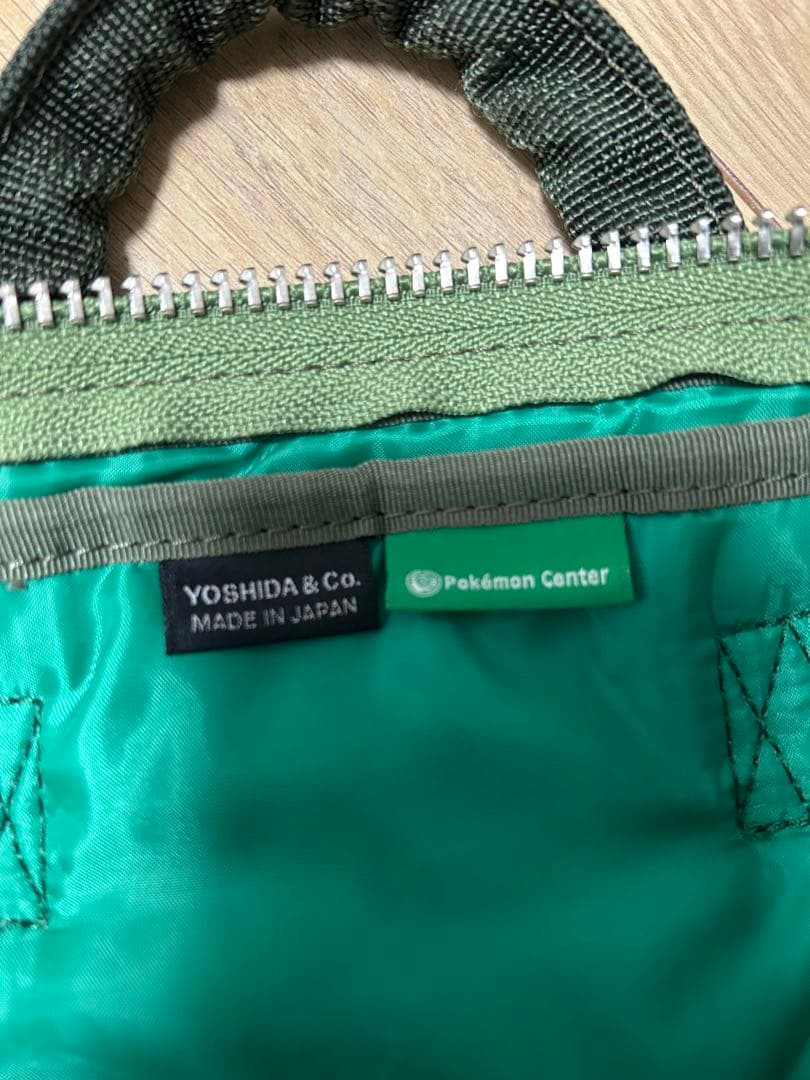 YOSHIDA & Co.
MADE IN JAPAN
Pokémon Center